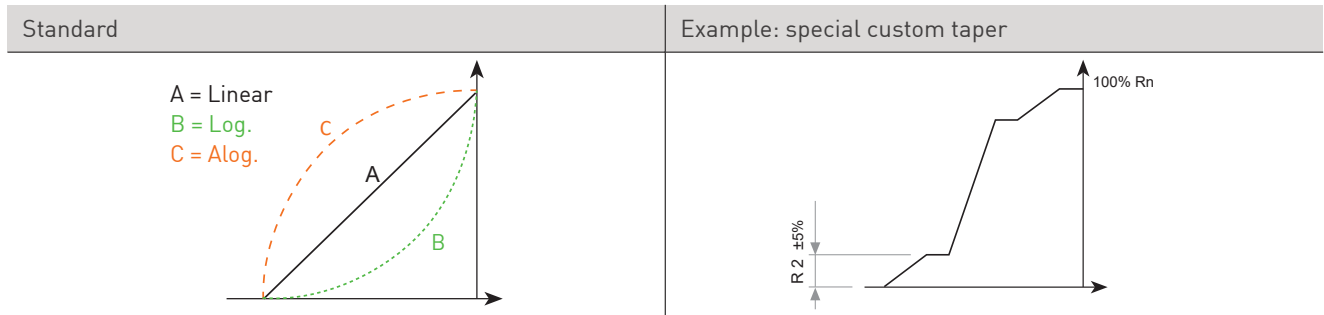 Standard
Example: special custom taper
A = Linear
B = Log.
C = Alog.
C
A
B
100% Rn
R 2 ±5%